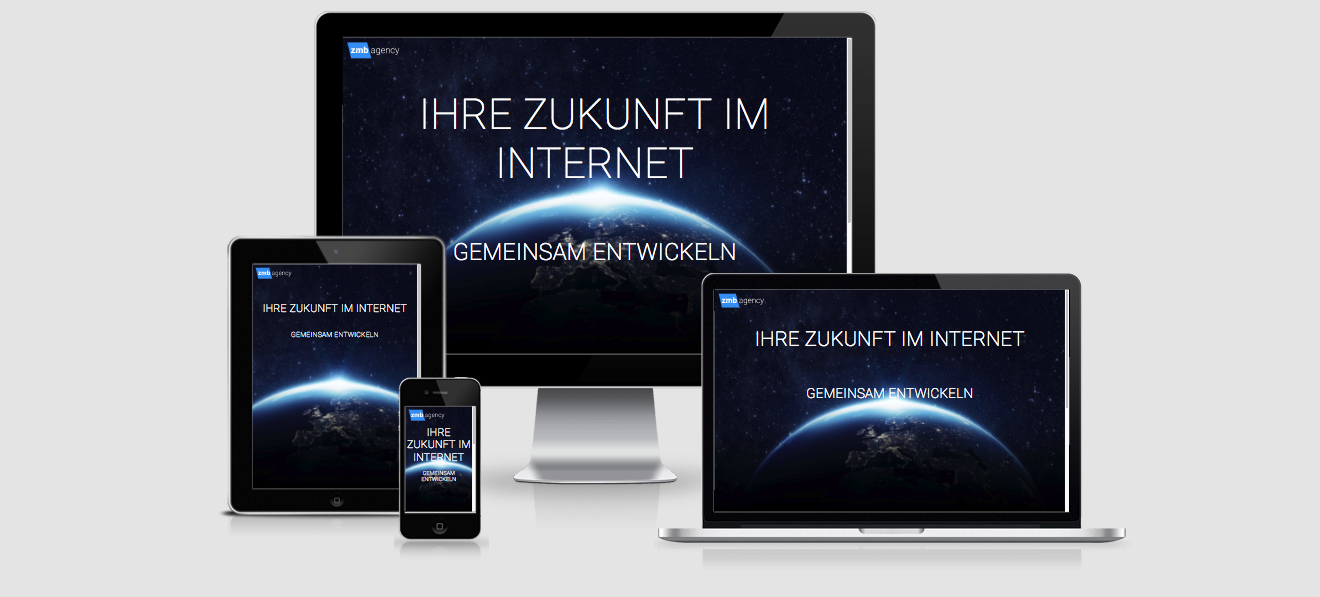 zmb agency
IHRE ZUKUNFT IM
INTERNET
GEMEINSAM ENTWICKELN
zmb agency
IHRE ZUKUNFT IM INTERNET
GEMEINSAM ENTWICKELN
zmb agency
IHRE
ZUKUNFT IM
INTERNET
GEMEINSAM
ENTWICKELN
zmb agency
IHRE ZUKUNFT IM INTERNET
GEMEINSAM ENTWICKELN